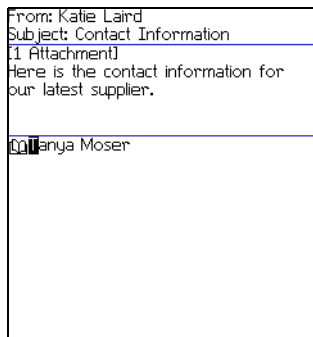 From: Katie Laird
Subject: Contact Information
[1 Attachment]
Here is the contact information for
our latest supplier.
Tanya Moser